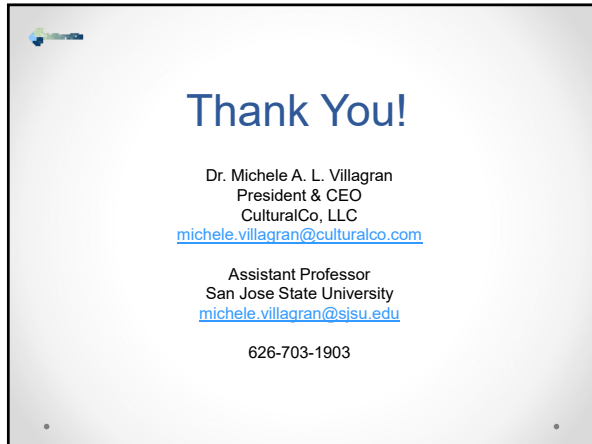 Thank You!
Dr. Michele A. L. Villagran
President & CEO
CulturalCo, LLC
michele.villagran@culturalco.com
Assistant Professor
San Jose State University
michele.villagran@sjsu.edu
626-703-1903